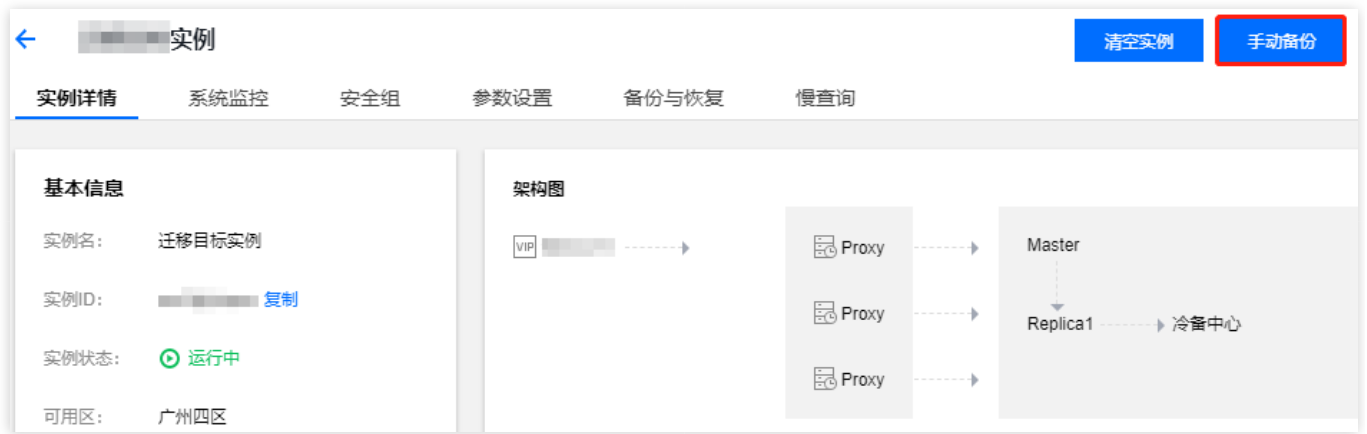 实例
清空实例
手动备份
实例详情
系统监控
安全组
参数设置
备份与恢复
慢查询
基本信息
实例名:
迁移目标实例
实例ID:
复制
实例状态:
运行中
可用区:
广州四区
架构图
VIP
Proxy
Proxy
Proxy
Master
Replica1
冷备中心